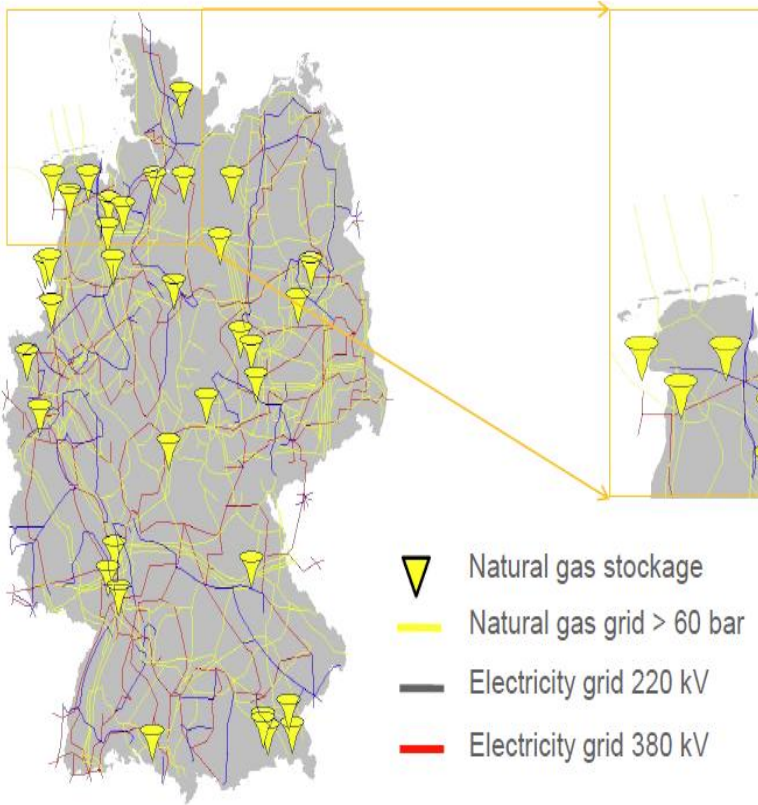 Natural gas stockage
Natural gas grid > 60 bar
Electricity grid 220 kV
Electricity grid 380 kV